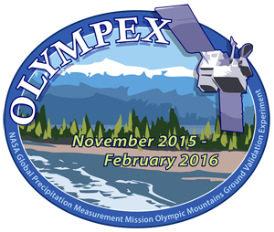 OLYMPEX
November 2015 -
February 2016
NASA Global Precipitation Measurement Mission Olympic Mountains Ground Validation Experiment